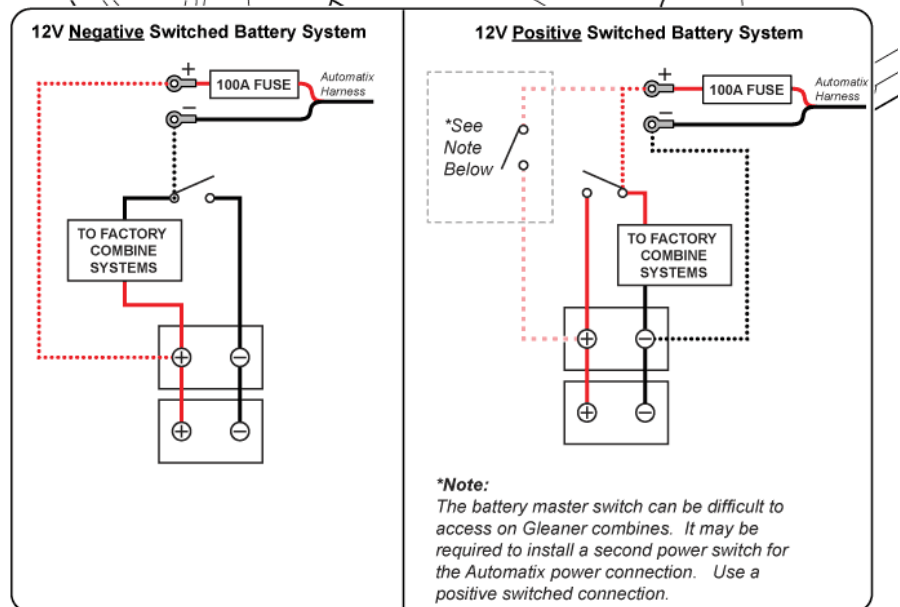 12V Negative Switched Battery System
+
100A FUSE
Automatix
Harness
−
TO FACTORY
COMBINE
SYSTEMS
+
−
+
−
12V Positive Switched Battery System
+
100A FUSE
Automatix
Harness
−
*See
Note
Below
TO FACTORY
COMBINE
SYSTEMS
+
−
+
−
*Note:
The battery master switch can be difficult to
access on Gleaner combines. It may be
required to install a second power switch for
the Automatix power connection. Use a
positive switched connection.